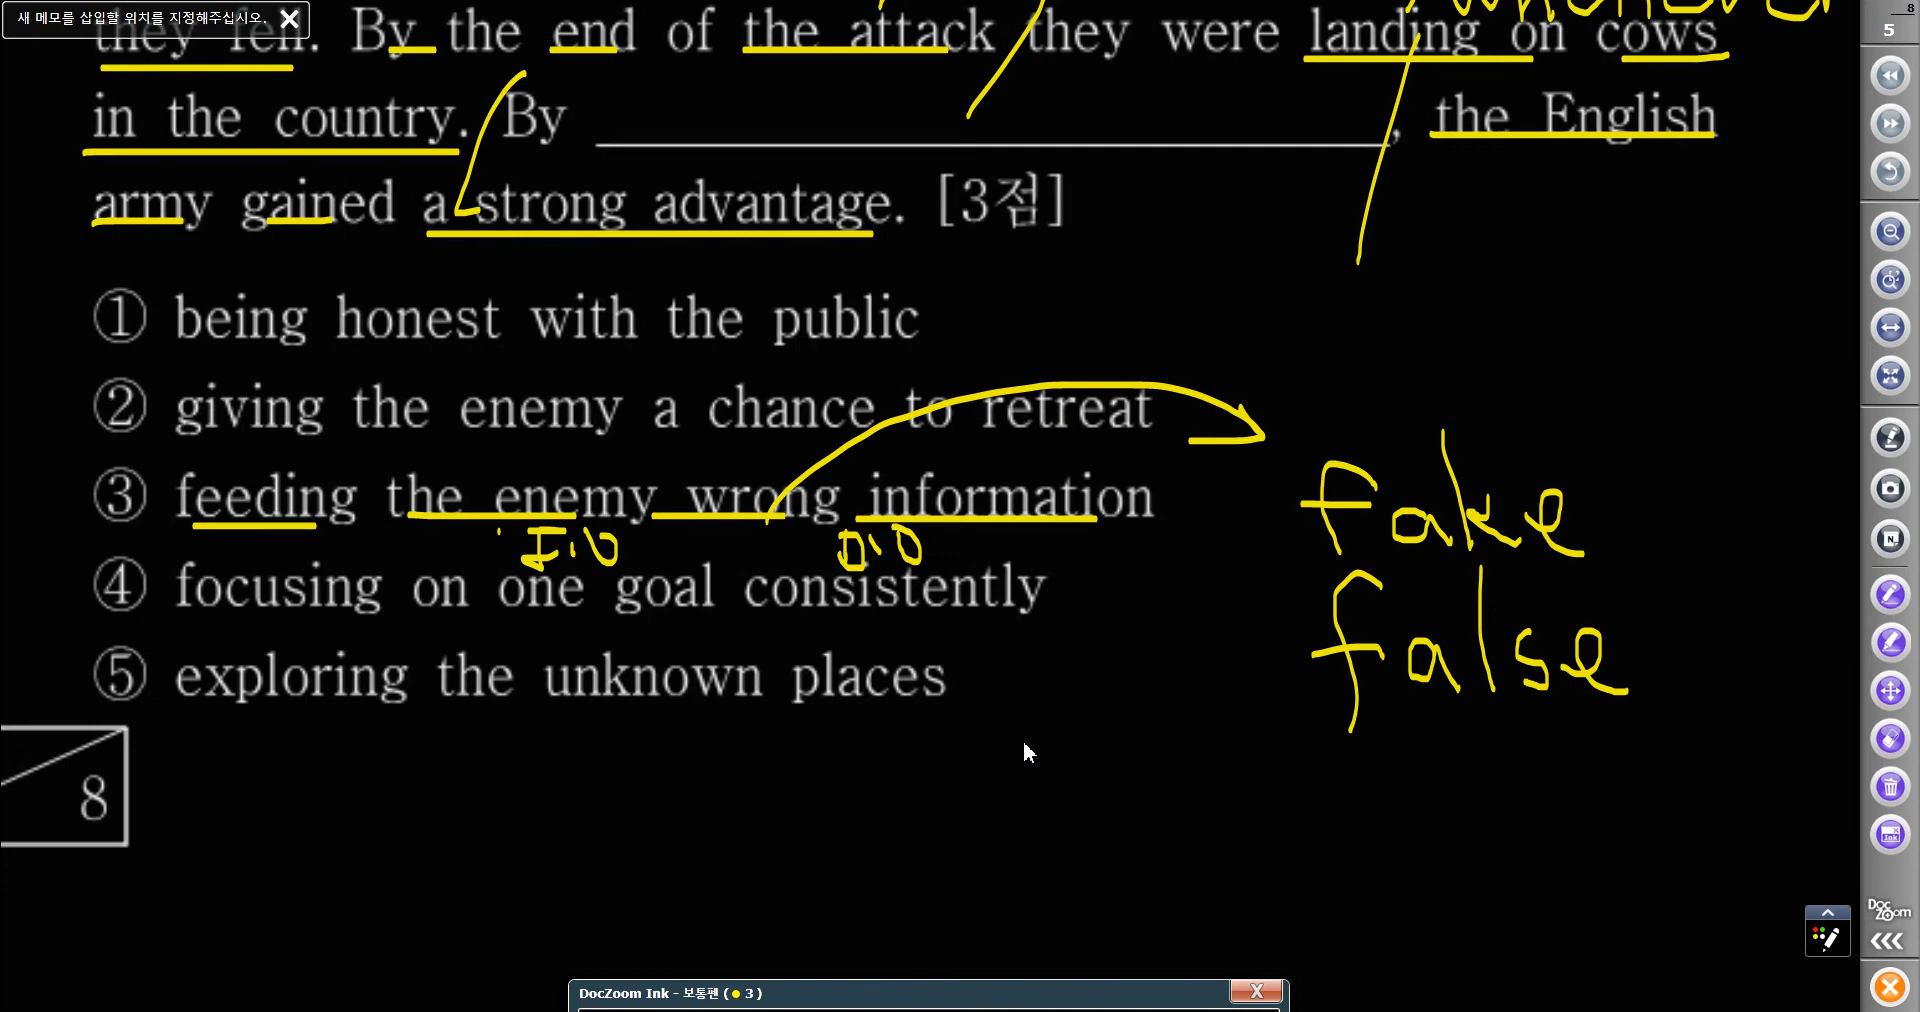 새 메모를 삽입할 위치를 지정해주십시오.
they fell. By the end of the attack they were landing on cows
in the country. By ____________________, the English
army gained a strong advantage. [3점]
① being honest with the public
② giving the enemy a chance to retreat
③ feeding the enemy wrong information
I.O D.O
④ focusing on one goal consistently
⑤ exploring the unknown places
fake
false
8
8
5
DocZoom
DocZoom Ink - 보통펜 ( 3 )